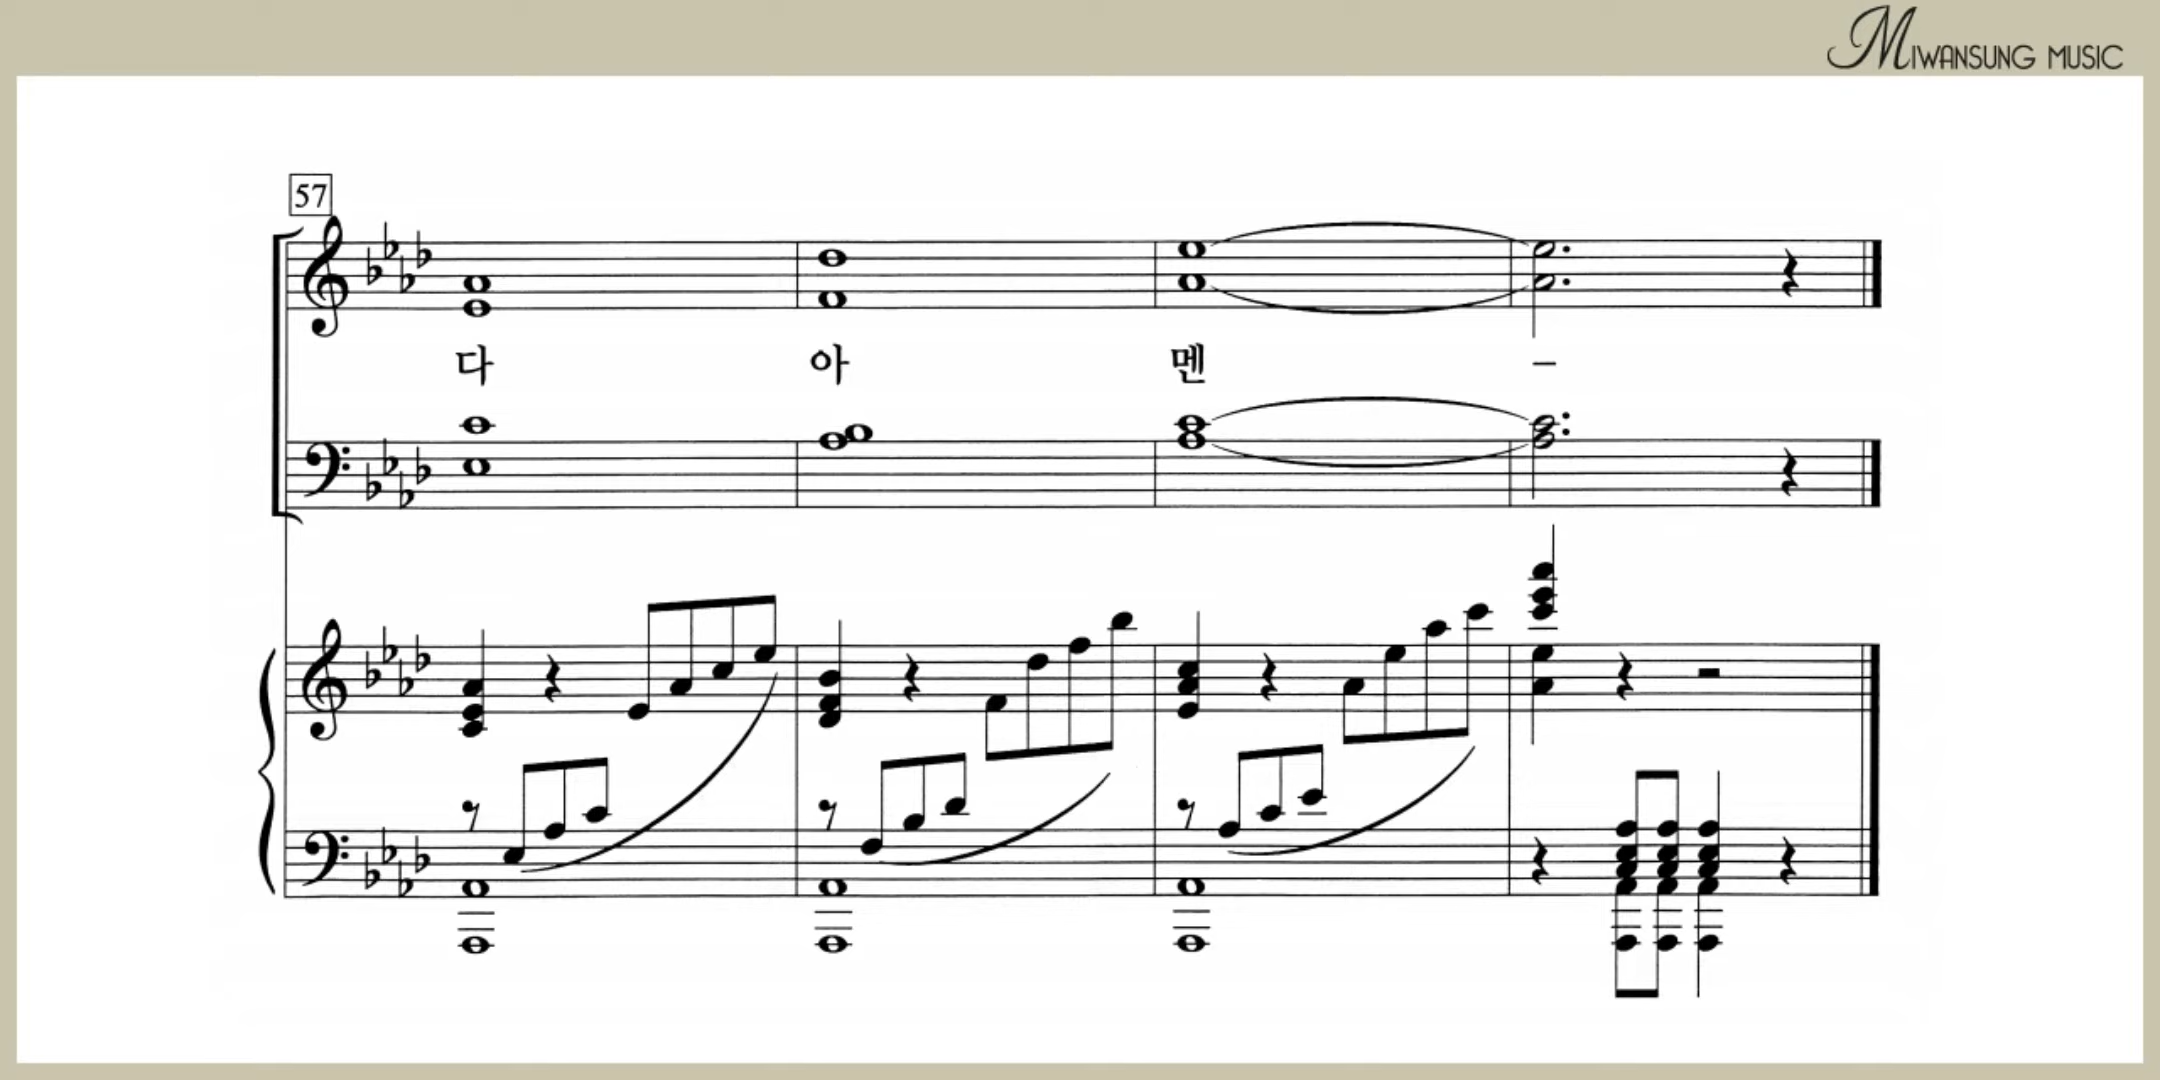 MIWANSUNG MUSIC
57
다 아 멘 –